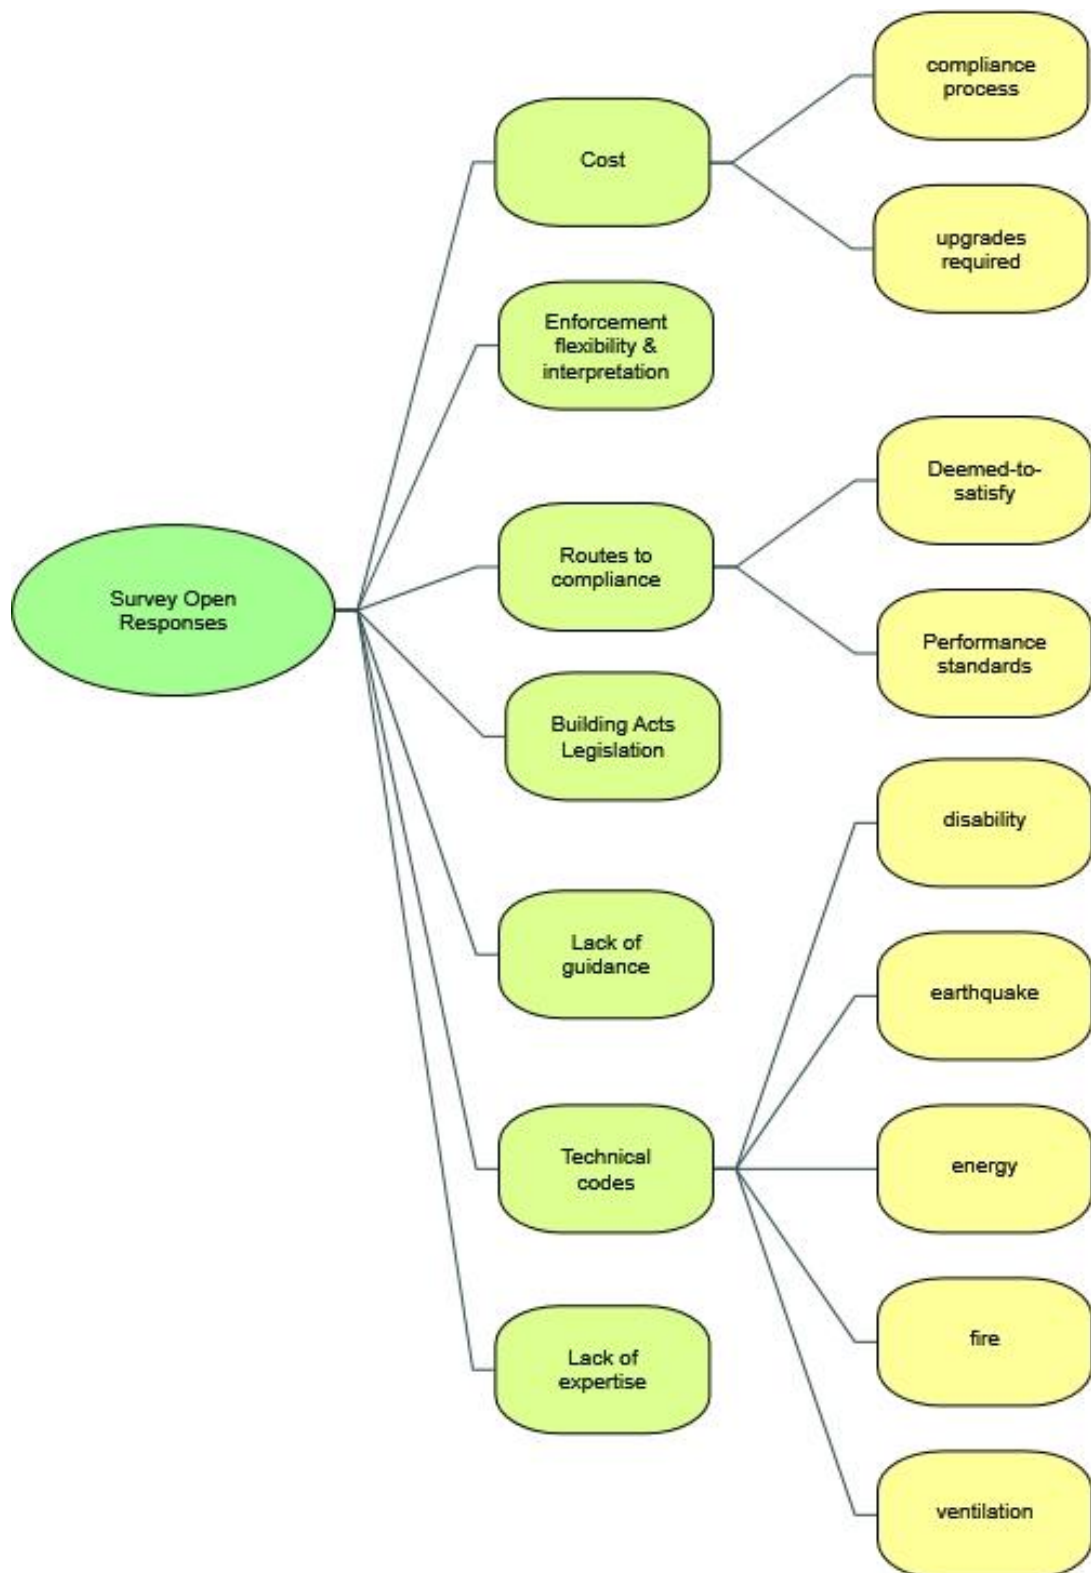 Survey Open
Responses
Cost
compliance
process
upgrades
required
Enforcement
flexibility &
interpretation
Routes to
compliance
Deemed-to-
satisfy
Performance
standards
Building Acts
Legislation
Lack of
guidance
Technical
codes
disability
earthquake
energy
fire
ventilation
Lack of
expertise